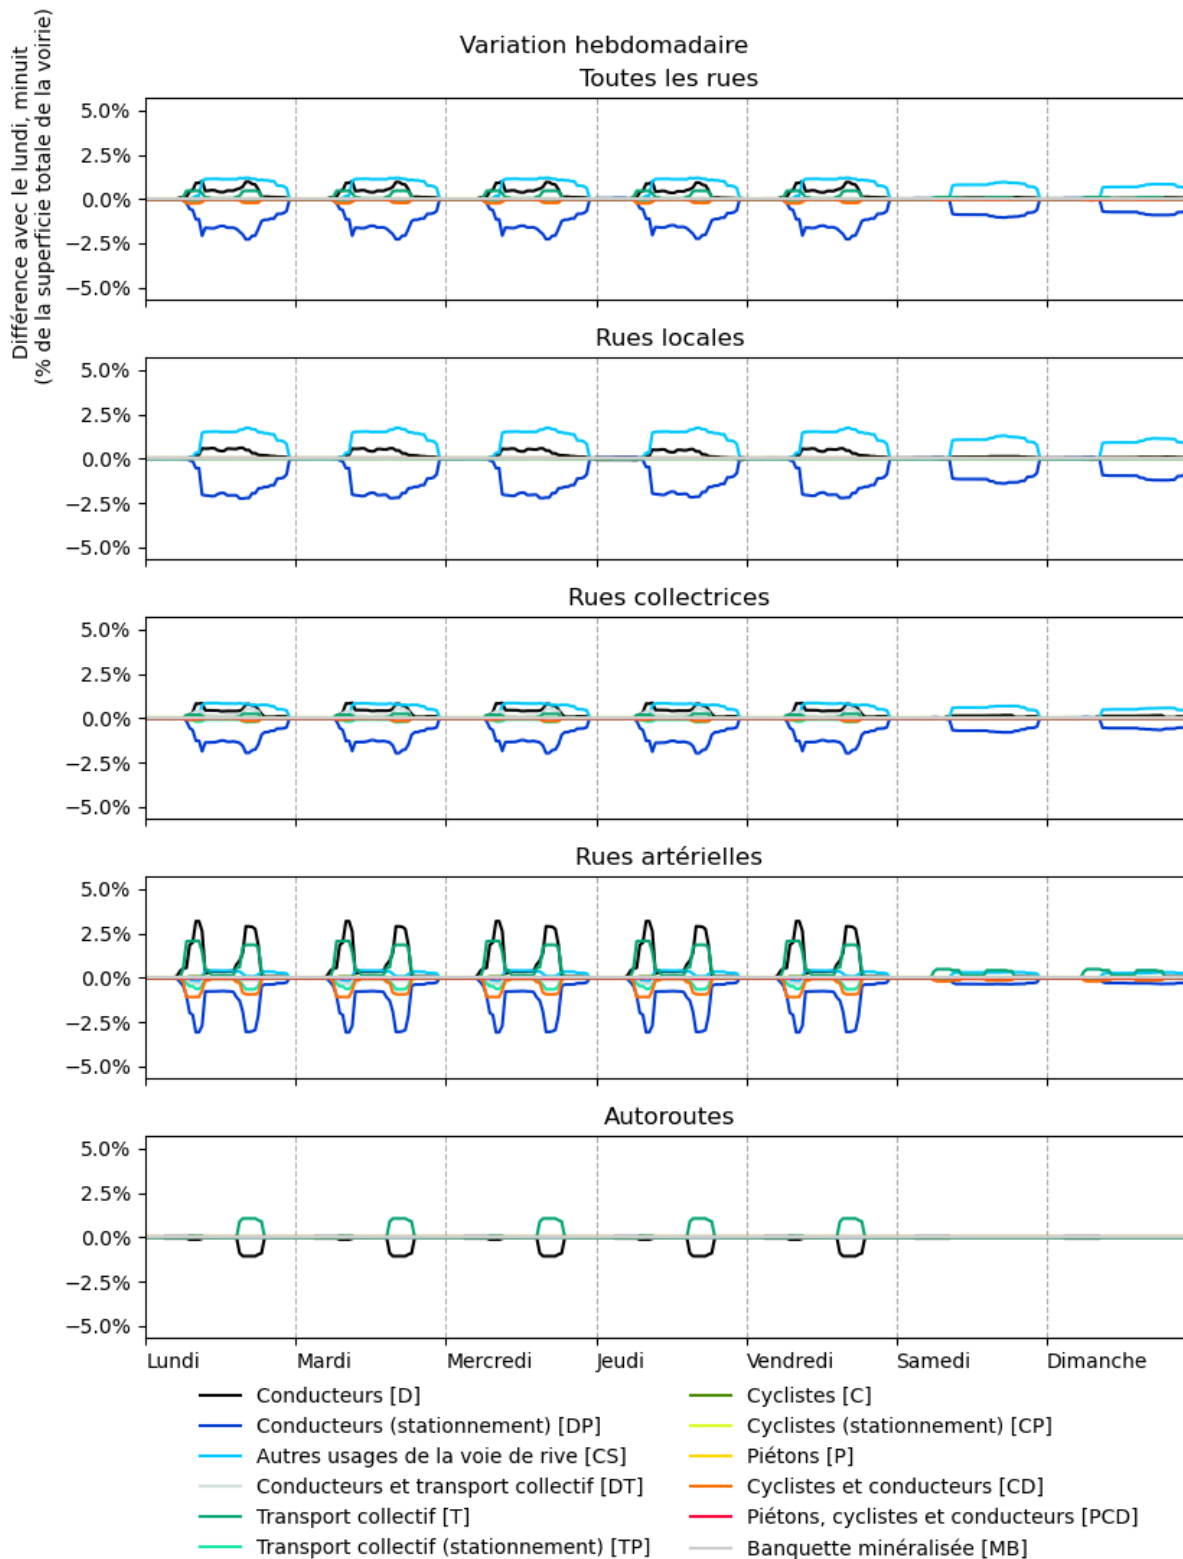 Variation hebdomadaire
Différence avec le lundi, minuit
(% de la superficie totale de la voirie)
Toutes les rues
5.0%
2.5%
0.0%
−2.5%
−5.0%
Rues locales
5.0%
2.5%
0.0%
−2.5%
−5.0%
Rues collectrices
5.0%
2.5%
0.0%
−2.5%
−5.0%
Rues artérielles
5.0%
2.5%
0.0%
−2.5%
−5.0%
Autoroutes
5.0%
2.5%
0.0%
−2.5%
−5.0%
Lundi Mardi Mercredi Jeudi Vendredi Samedi Dimanche
Conducteurs [D]
Conducteurs (stationnement) [DP]
Autres usages de la voie de rive [CS]
Conducteurs et transport collectif [DT]
Transport collectif [T]
Transport collectif (stationnement) [TP]
Cyclistes [C]
Cyclistes (stationnement) [CP]
Piétons [P]
Cyclistes et conducteurs [CD]
Piétons, cyclistes et conducteurs [PCD]
Banquette minéralisée [MB]